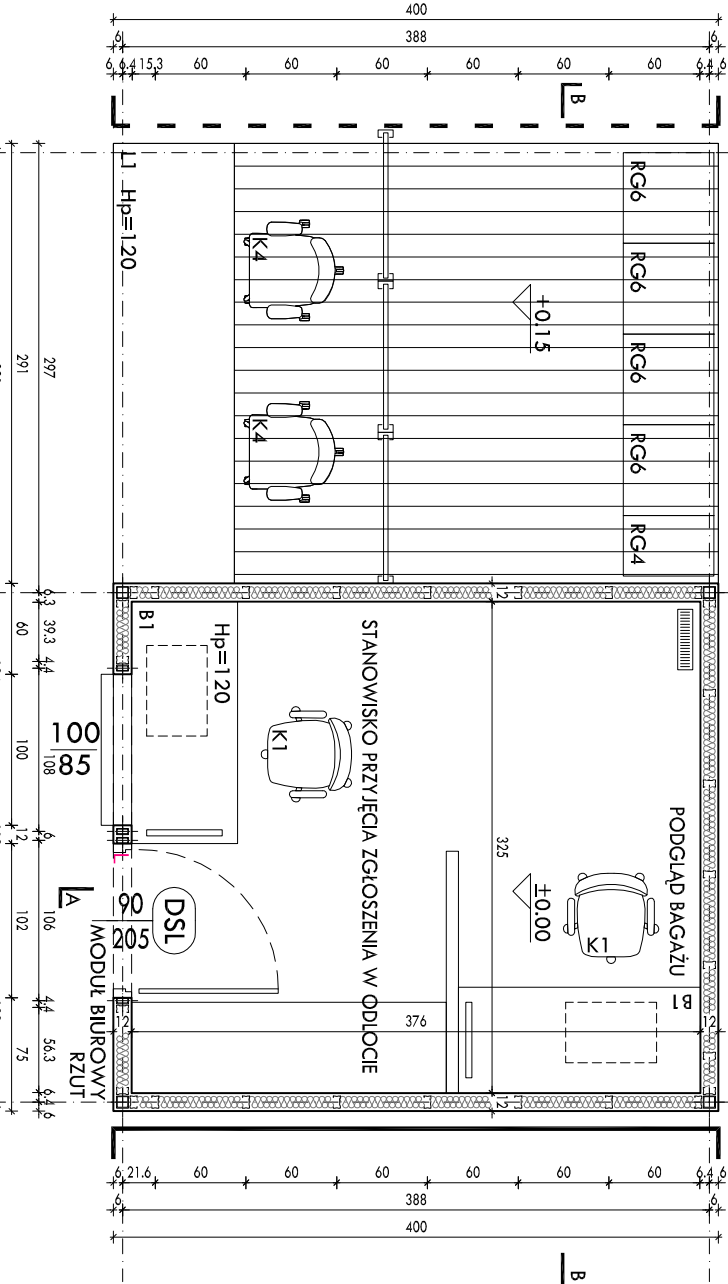 400
6 388 6
6 6.4 15.3 60 60 60 60 60 60 6.4 6
B
L1 Hp=120
RG6
RG6
RG6
RG6
RG4
K4
K4
+0.15
297
291
6.3
39.3
4.4
60
B1
Hp=120
12
K1
STANOWISKO PRZYJĘCIA ZGŁOSZENIA W ODLOCIE
100
85
100
108
6
12
325
PODGLĄD BAGAŻU
±0.00
K1
B1
A
90
205
DSL
102
106
MODUŁ BIUROWY
RZUT
4.4
12 376 12
56.3
75
12
6.4
6
6 21.6 60 60 60 60 60 60 6.4 6
6 388 6
400
B